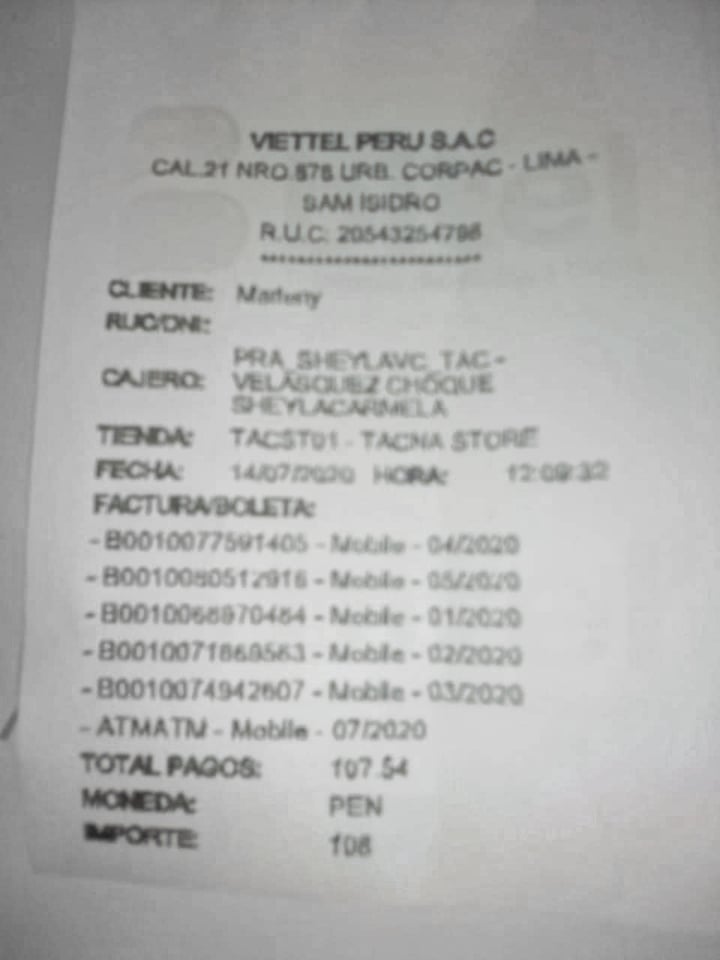 VIETTEL PERU S.A.C
CAL.21 NRO.878 URB. CORPAC - LIMA -
SAM ISIDRO
R.U.C: 20543254798
************************
CLIENTE: Marleny
RUC/DNI:
CAJERO: PRA_SHEYLAVC_TAC -
VELASQUEZ CHOQUE
SHEYLACARMELA
TIENDA: TACST01 - TACNA STORE
FECHA: 14/07/2020 HORA: 12:09:32
FACTURA/BOLETA:
- B0010077591405 - Mobile - 04/2020
- B0010080512916 - Mobile - 05/2020
- B0010068970484 - Mobile - 01/2020
- B0010071869563 - Mobile - 02/2020
- B0010074942607 - Mobile - 03/2020
- ATMATM - Mobile - 07/2020
TOTAL PAGOS: 107.54
MONEDA: PEN
IMPORTE: 108